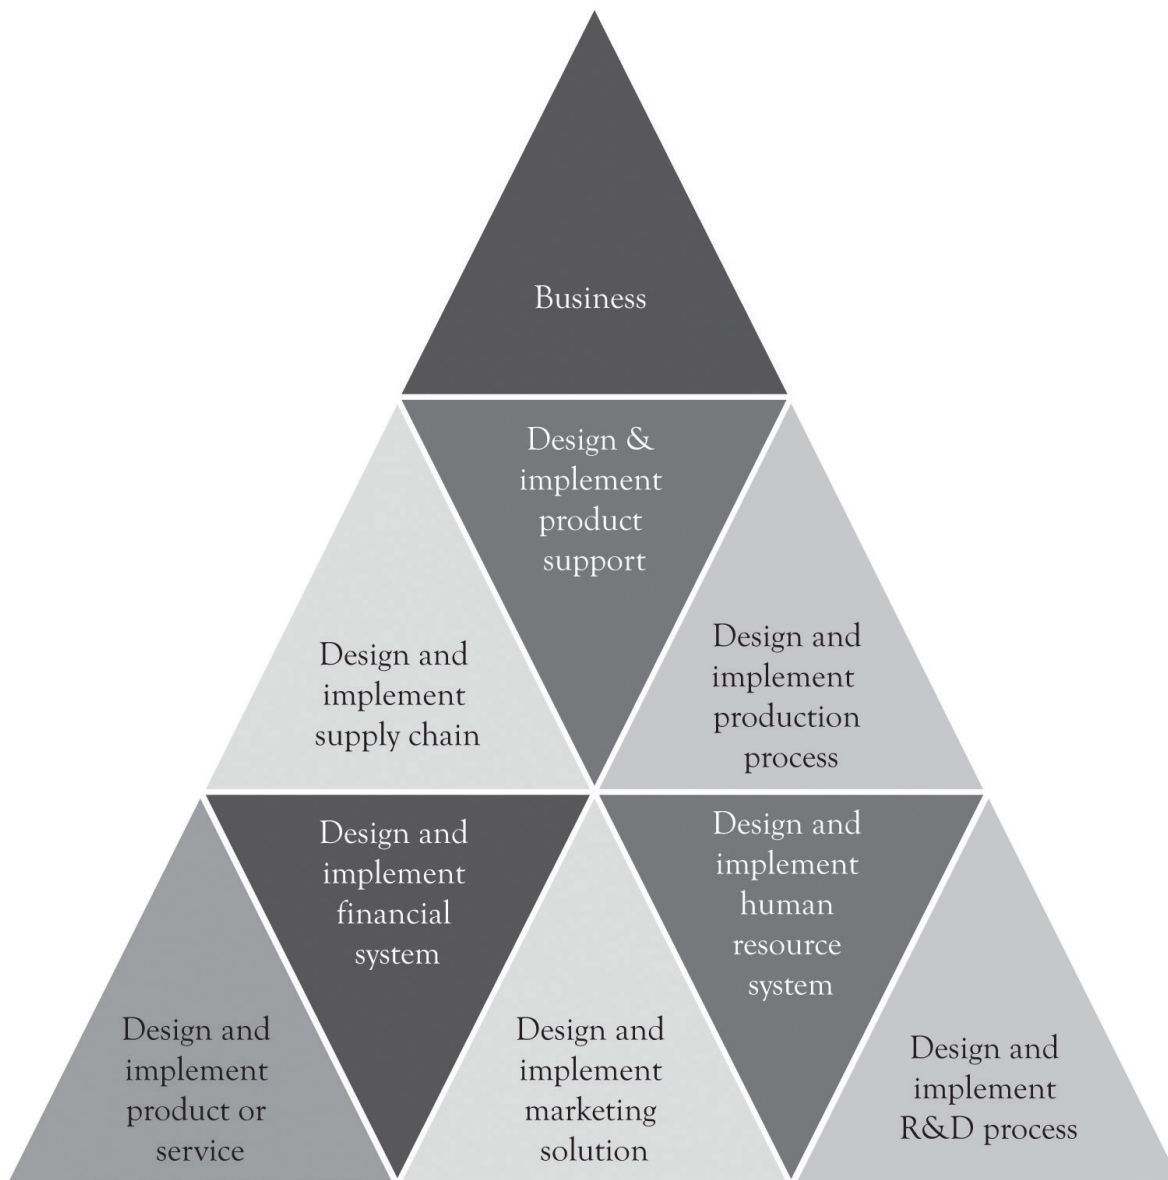 Business
Design &
implement
product
support
Design and
implement
supply chain
Design and
implement
production
process
Design and
implement
financial
system
Design and
implement
human
resource
system
Design and
implement
product or
service
Design and
implement
marketing
solution
Design and
implement
R&D process